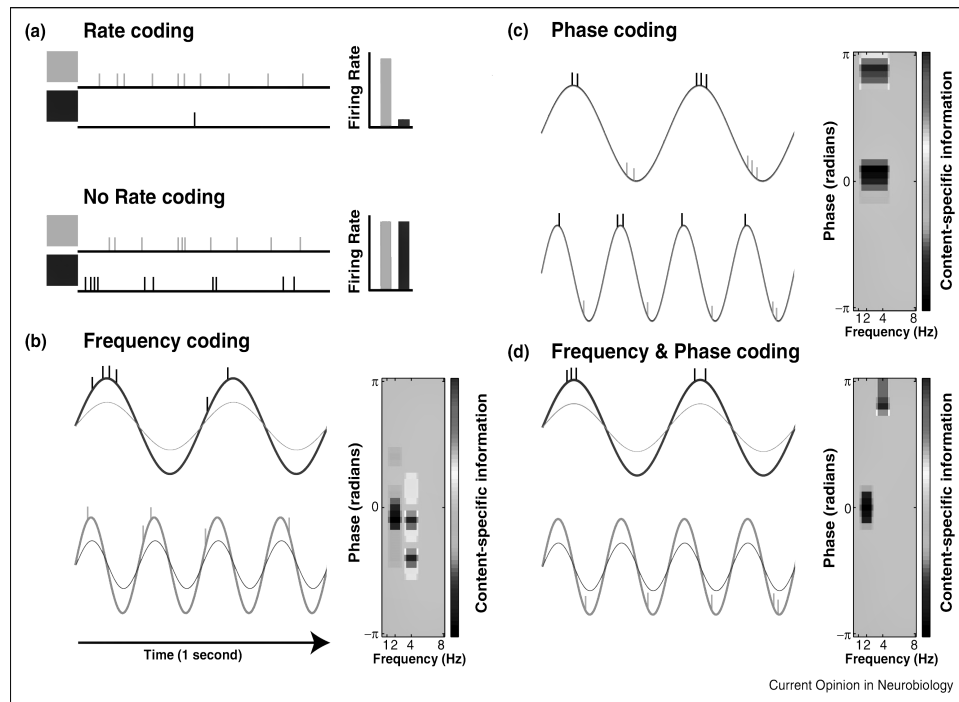 (a) Rate coding
Firing Rate
No Rate coding
Firing Rate
(b) Frequency coding
π
0
−π
Phase (radians)
1 2 4 8
Frequency (Hz)
Content-specific information
Time (1 second)
(c) Phase coding
π
0
−π
Phase (radians)
1 2 4 8
Frequency (Hz)
Content-specific information
(d) Frequency & Phase coding
π
0
−π
Phase (radians)
1 2 4 8
Frequency (Hz)
Content-specific information
Current Opinion in Neurobiology